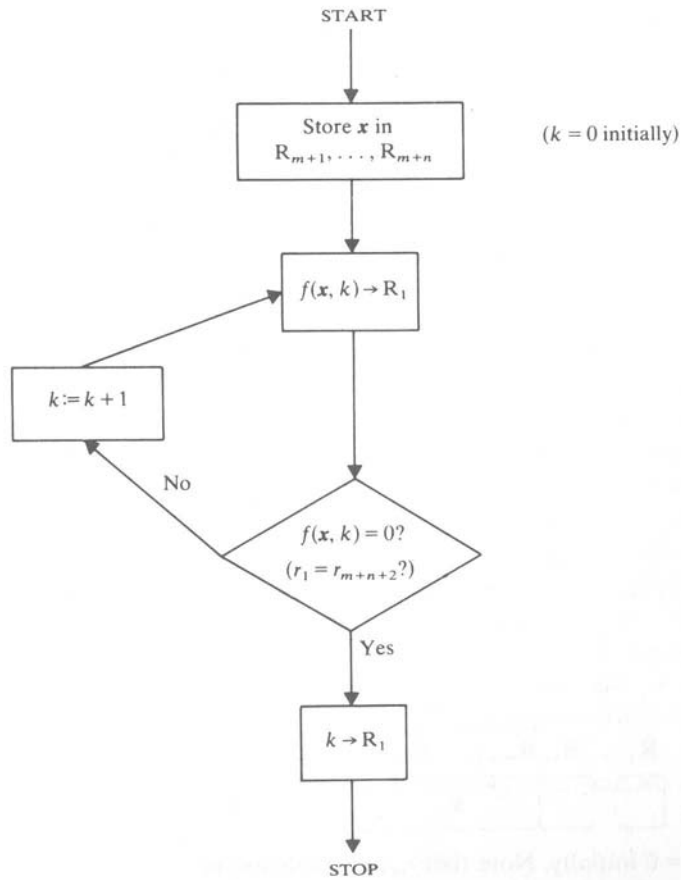 START
Store x in
R_{m+1}, . . . , R_{m+n}
(k = 0 initially)
f(x, k) → R_1
k := k + 1
No
f(x, k) = 0?
(r_1 = r_{m+n+2}?)
Yes
k → R_1
STOP